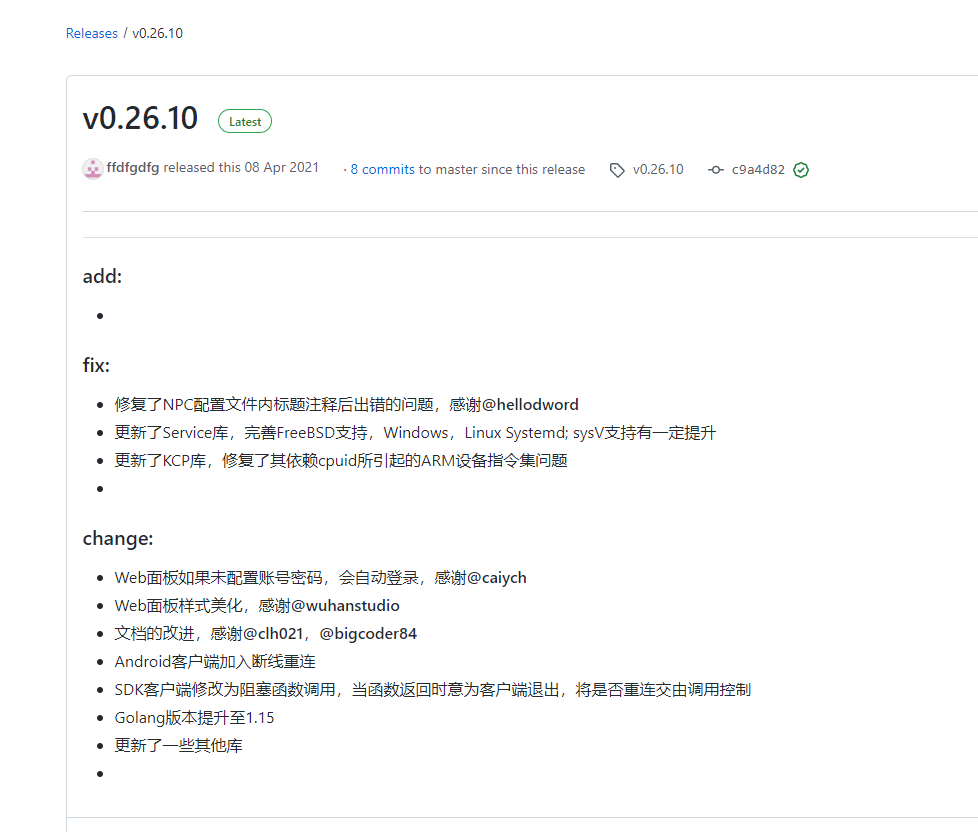 Releases / v0.26.10
v0.26.10 Latest
ffdfgdfg released this 08 Apr 2021 · 8 commits to master since this release v0.26.10 c9a4d82
add:
•
fix:
• 修复了NPC配置文件内标题注释后出错的问题，感谢@hellodword
• 更新了Service库，完善FreeBSD支持，Windows，Linux Systemd; sysV支持有一定提升
• 更新了KCP库，修复了其依赖cpuid所引起的ARM设备指令集问题
•
change:
• Web面板如果未配置账号密码，会自动登录，感谢@caiych
• Web面板样式美化，感谢@wuhanstudio
• 文档的改进，感谢@clh021，@bigcoder84
• Android客户端加入断线重连
• SDK客户端修改为阻塞函数调用，当函数返回时意为客户端退出，将是否重连交由调用控制
• Golang版本提升至1.15
• 更新了一些其他库
•